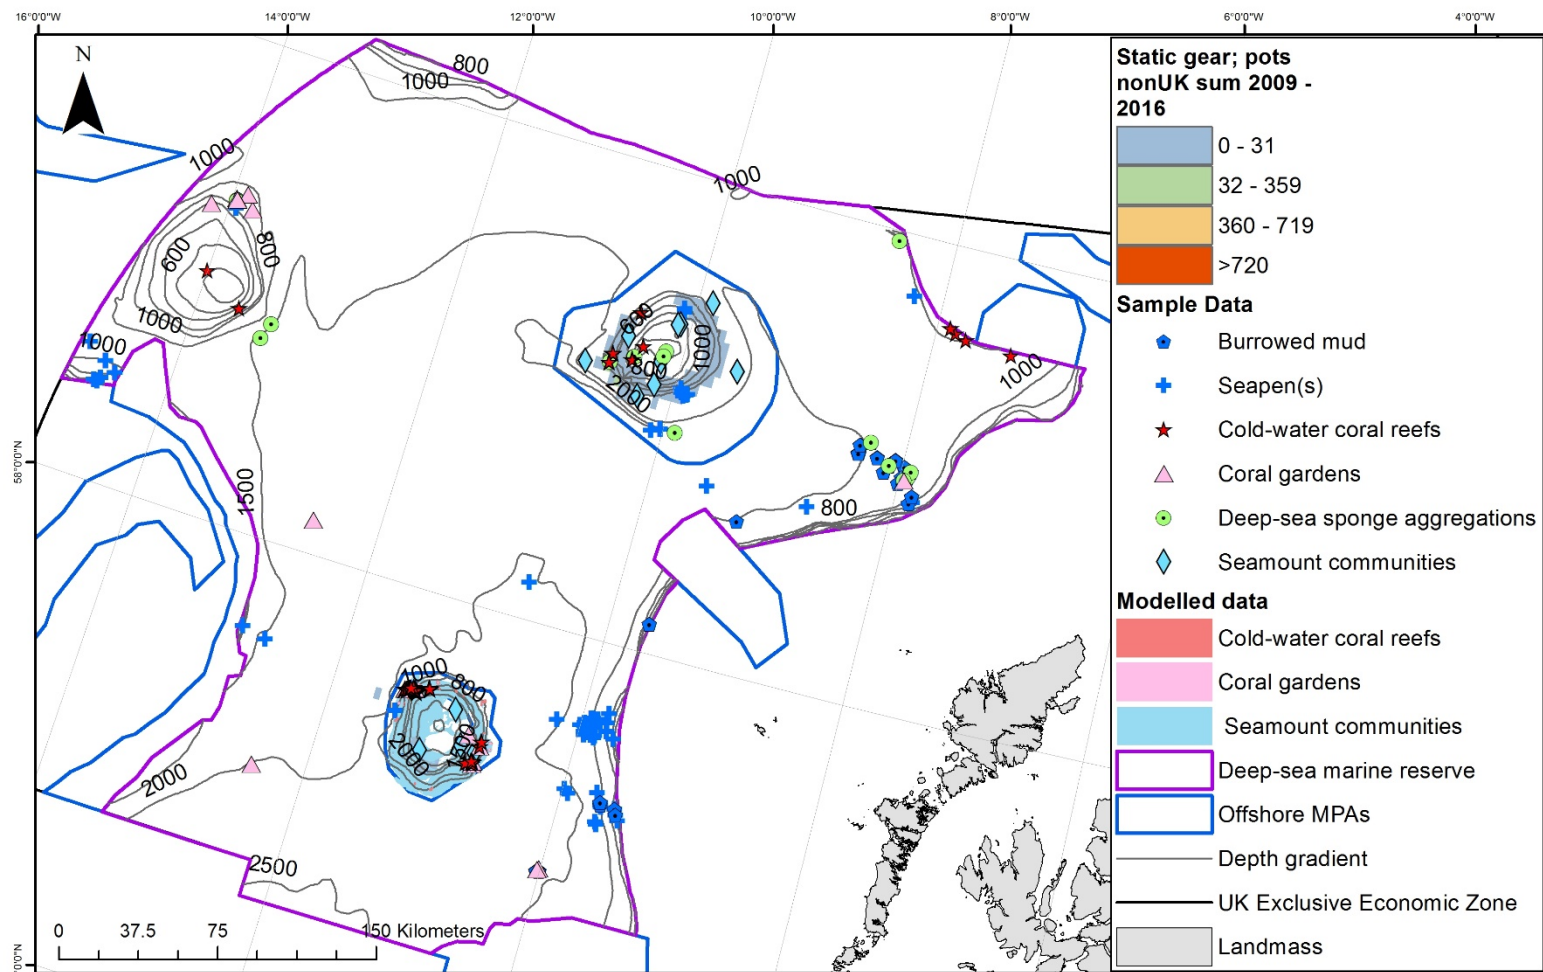 16°0'0"W
14°0'0"W
12°0'0"W
10°0'0"W
8°0'0"W
6°0'0"W
4°0'0"W
N
800
1000
1000
1000
600
800
1000
1000
600
1000
800
2000
1000
58°0'0"N
1500
800
1000
800
2000
2000
2500
0 37.5 75 150 Kilometers
0°0'0"N
Static gear; pots
nonUK sum 2009 -
2016
0 - 31
32 - 359
360 - 719
>720
Sample Data
Burrowed mud
Seapen(s)
Cold-water coral reefs
Coral gardens
Deep-sea sponge aggregations
Seamount communities
Modelled data
Cold-water coral reefs
Coral gardens
Seamount communities
Deep-sea marine reserve
Offshore MPAs
Depth gradient
UK Exclusive Economic Zone
Landmass